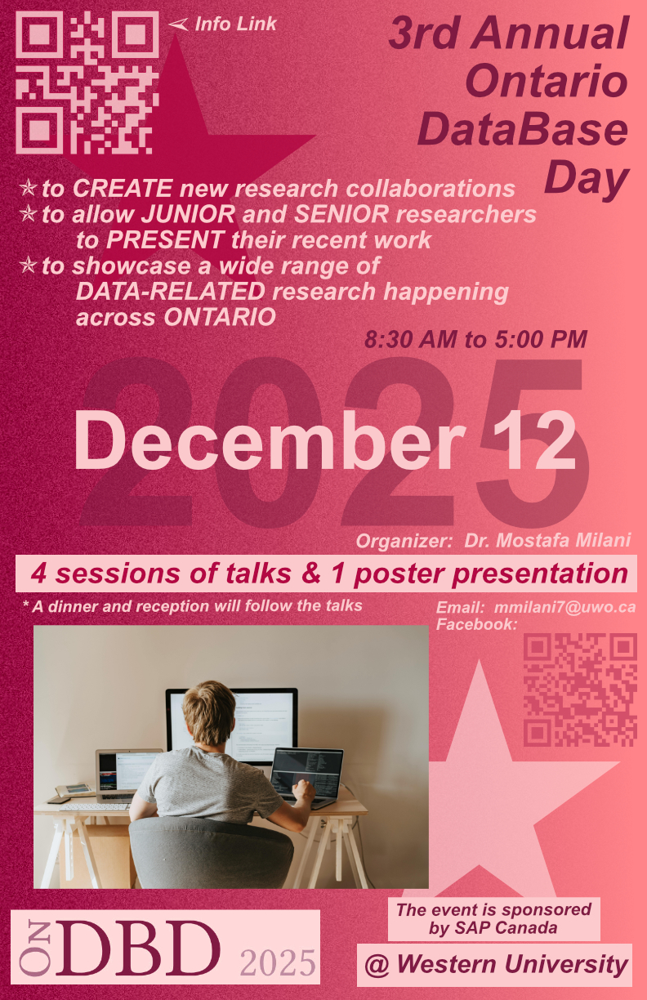 Info Link
3rd Annual
Ontario
DataBase
Day
to CREATE new research collaborations
to allow JUNIOR and SENIOR researchers
to PRESENT their recent work
to showcase a wide range of
DATA-RELATED research happening
across ONTARIO
8:30 AM to 5:00 PM
2025
December 12
Organizer: Dr. Mostafa Milani
4 sessions of talks & 1 poster presentation
* A dinner and reception will follow the talks
Email: mmilani7@uwo.ca
Facebook:
The event is sponsored
by SAP Canada
ON DBD 2025
@ Western University